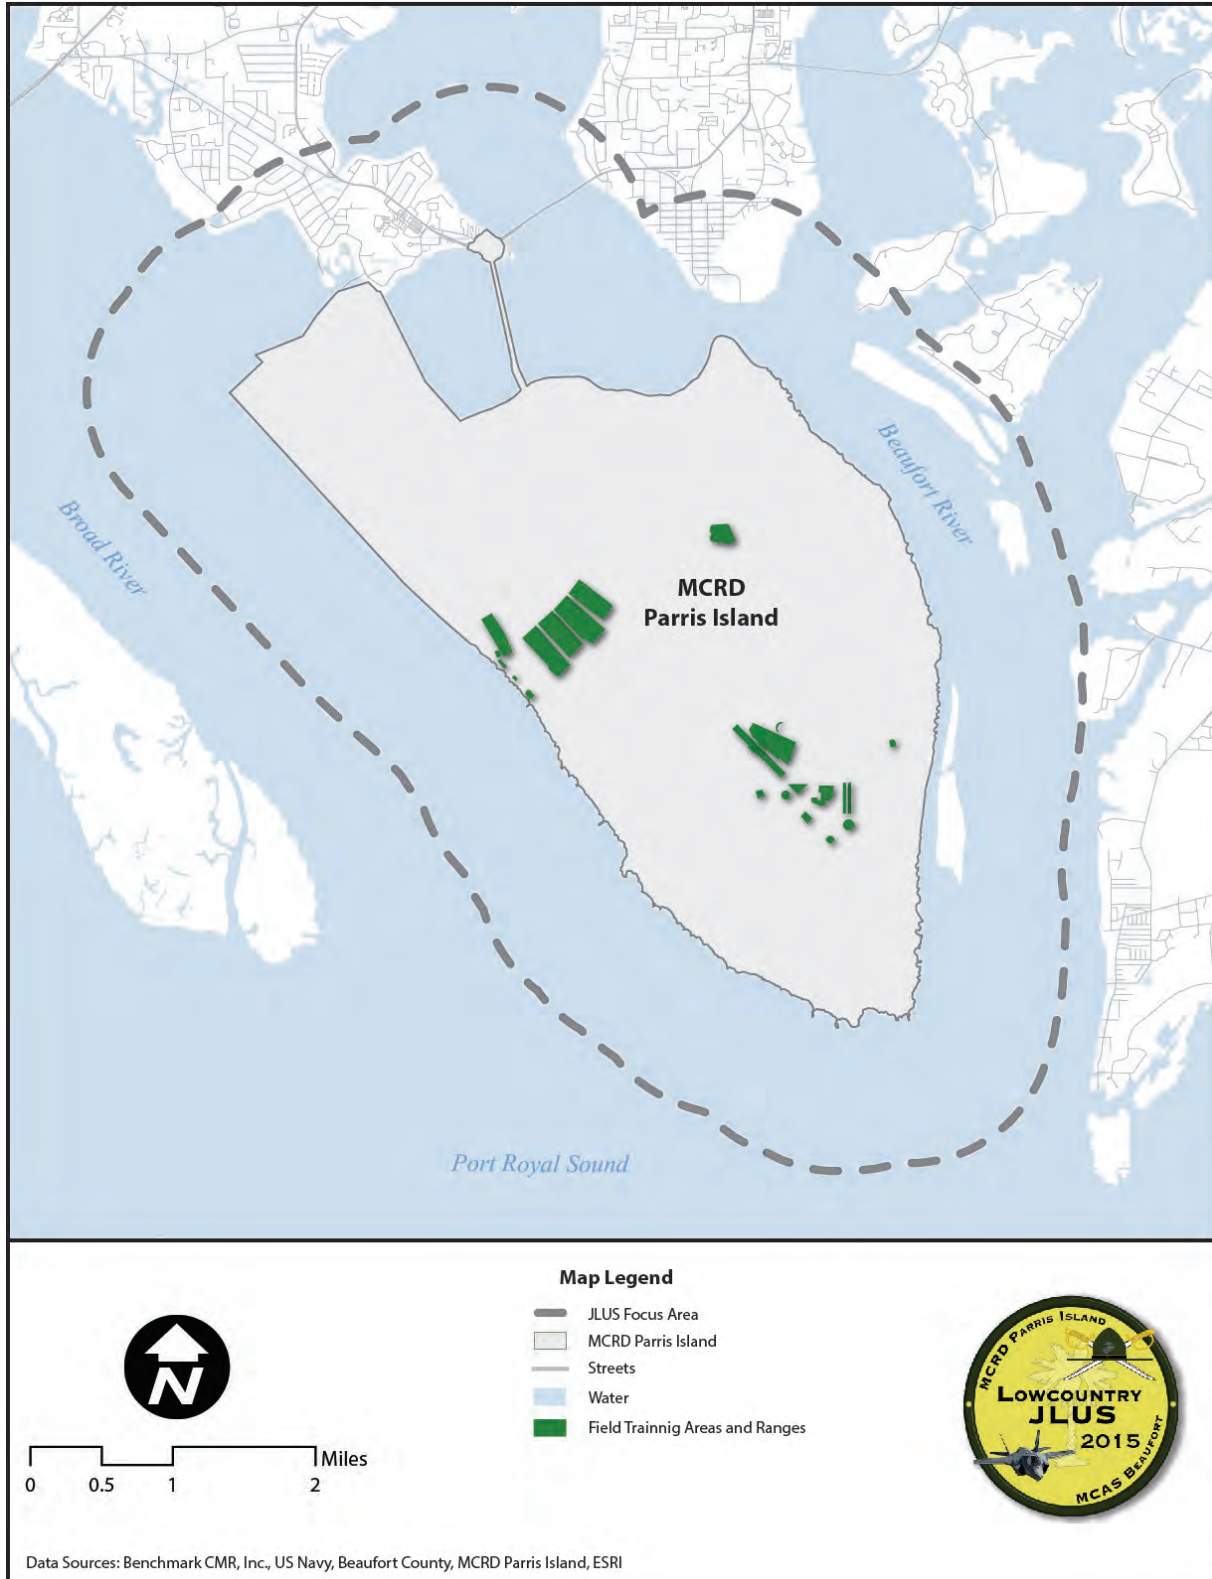 Broad River
Beaufort River
MCRD
Parris Island
Port Royal Sound
Map Legend
JLUS Focus Area
MCRD Parris Island
Streets
Water
Field Trainnig Areas and Ranges
N
Miles
0 0.5 1 2
MCRD PARRIS ISLAND
LOWCOUNTRY
JLUS
2015
MCAS BEAUFORT
Data Sources: Benchmark CMR, Inc., US Navy, Beaufort County, MCRD Parris Island, ESRI